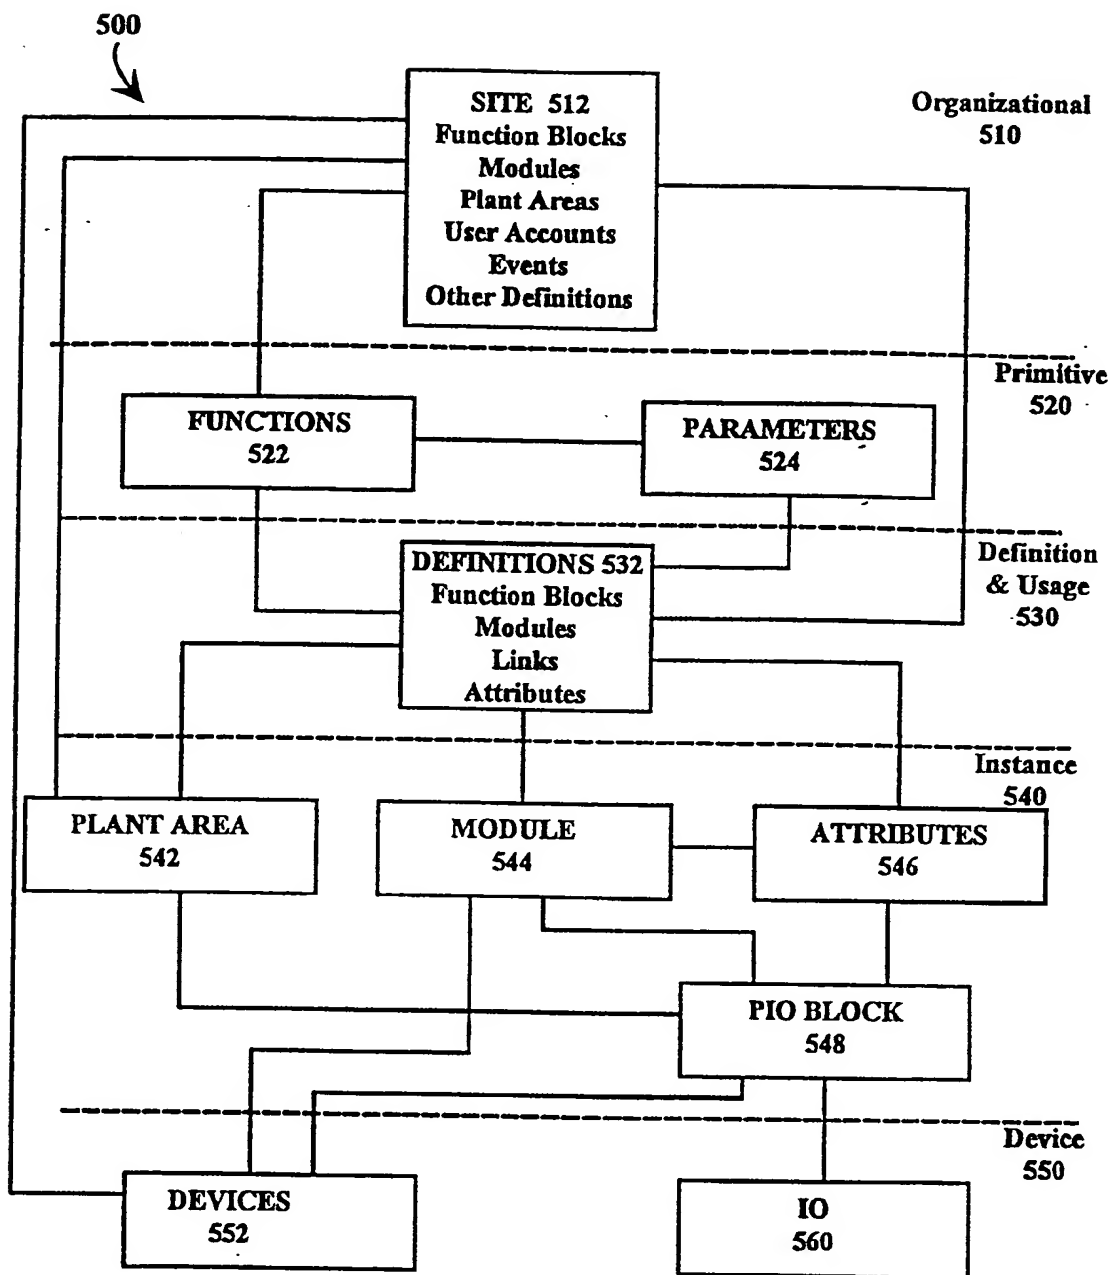 500
SITE 512
Function Blocks
Modules
Plant Areas
User Accounts
Events
Other Definitions
Organizational
510
Primitive
520
FUNCTIONS
522
PARAMETERS
524
DEFINITIONS 532
Function Blocks
Modules
Links
Attributes
Definition
& Usage
530
Instance
540
PLANT AREA
542
MODULE
544
ATTRIBUTES
546
PIO BLOCK
548
Device
550
DEVICES
552
IO
560